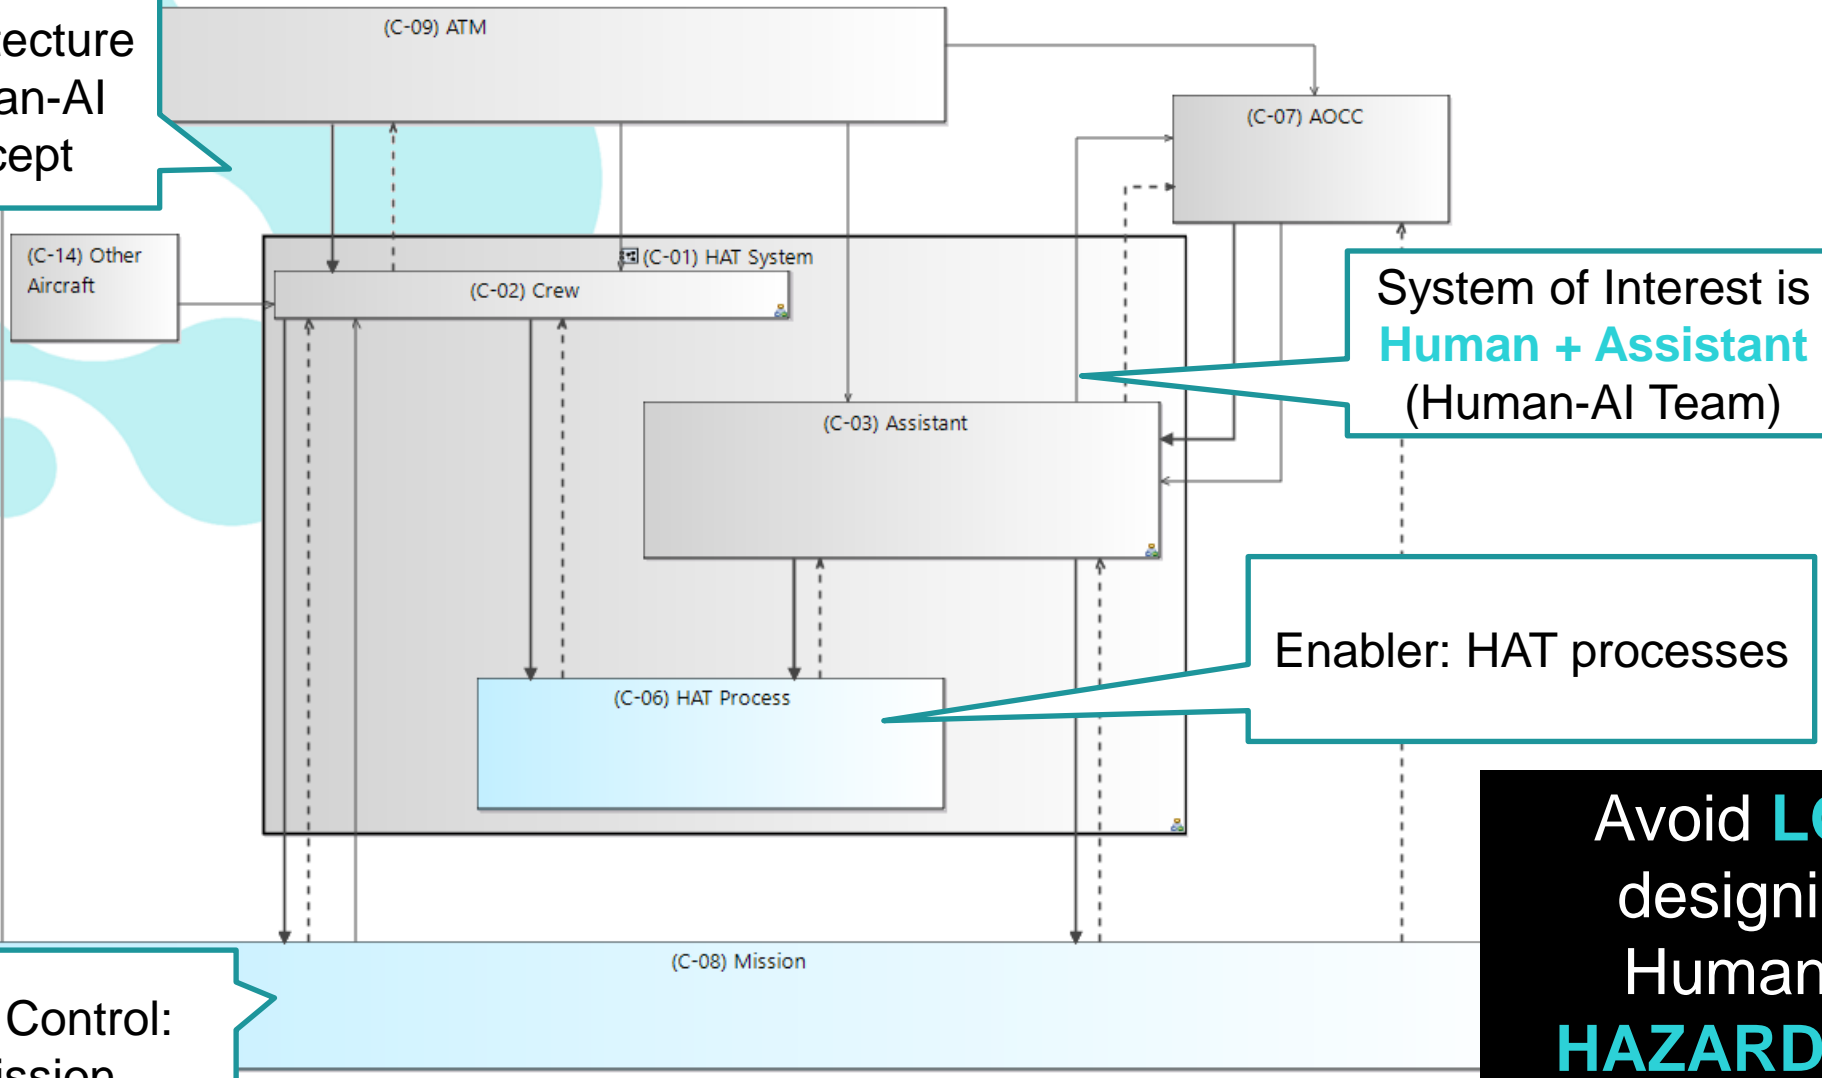 tecture
an-AI
cept
(C-09) ATM
(C-07) AOCC
(C-14) Other
Aircraft
(C-01) HAT System
(C-02) Crew
System of Interest is
Human + Assistant
(Human-AI Team)
(C-03) Assistant
Enabler: HAT processes
(C-06) HAT Process
Avoid
designi
Human
HAZARD
(C-08) Mission
Control:
ission